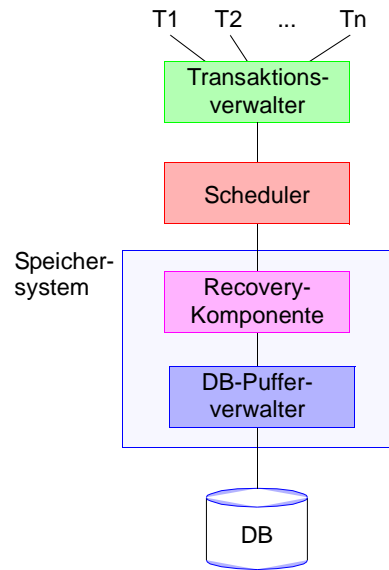 T1 T2 ... Tn
Transaktions-
verwalter
Scheduler
Speicher-
system
Recovery-
Komponente
DB-Puffer-
verwalter
DB